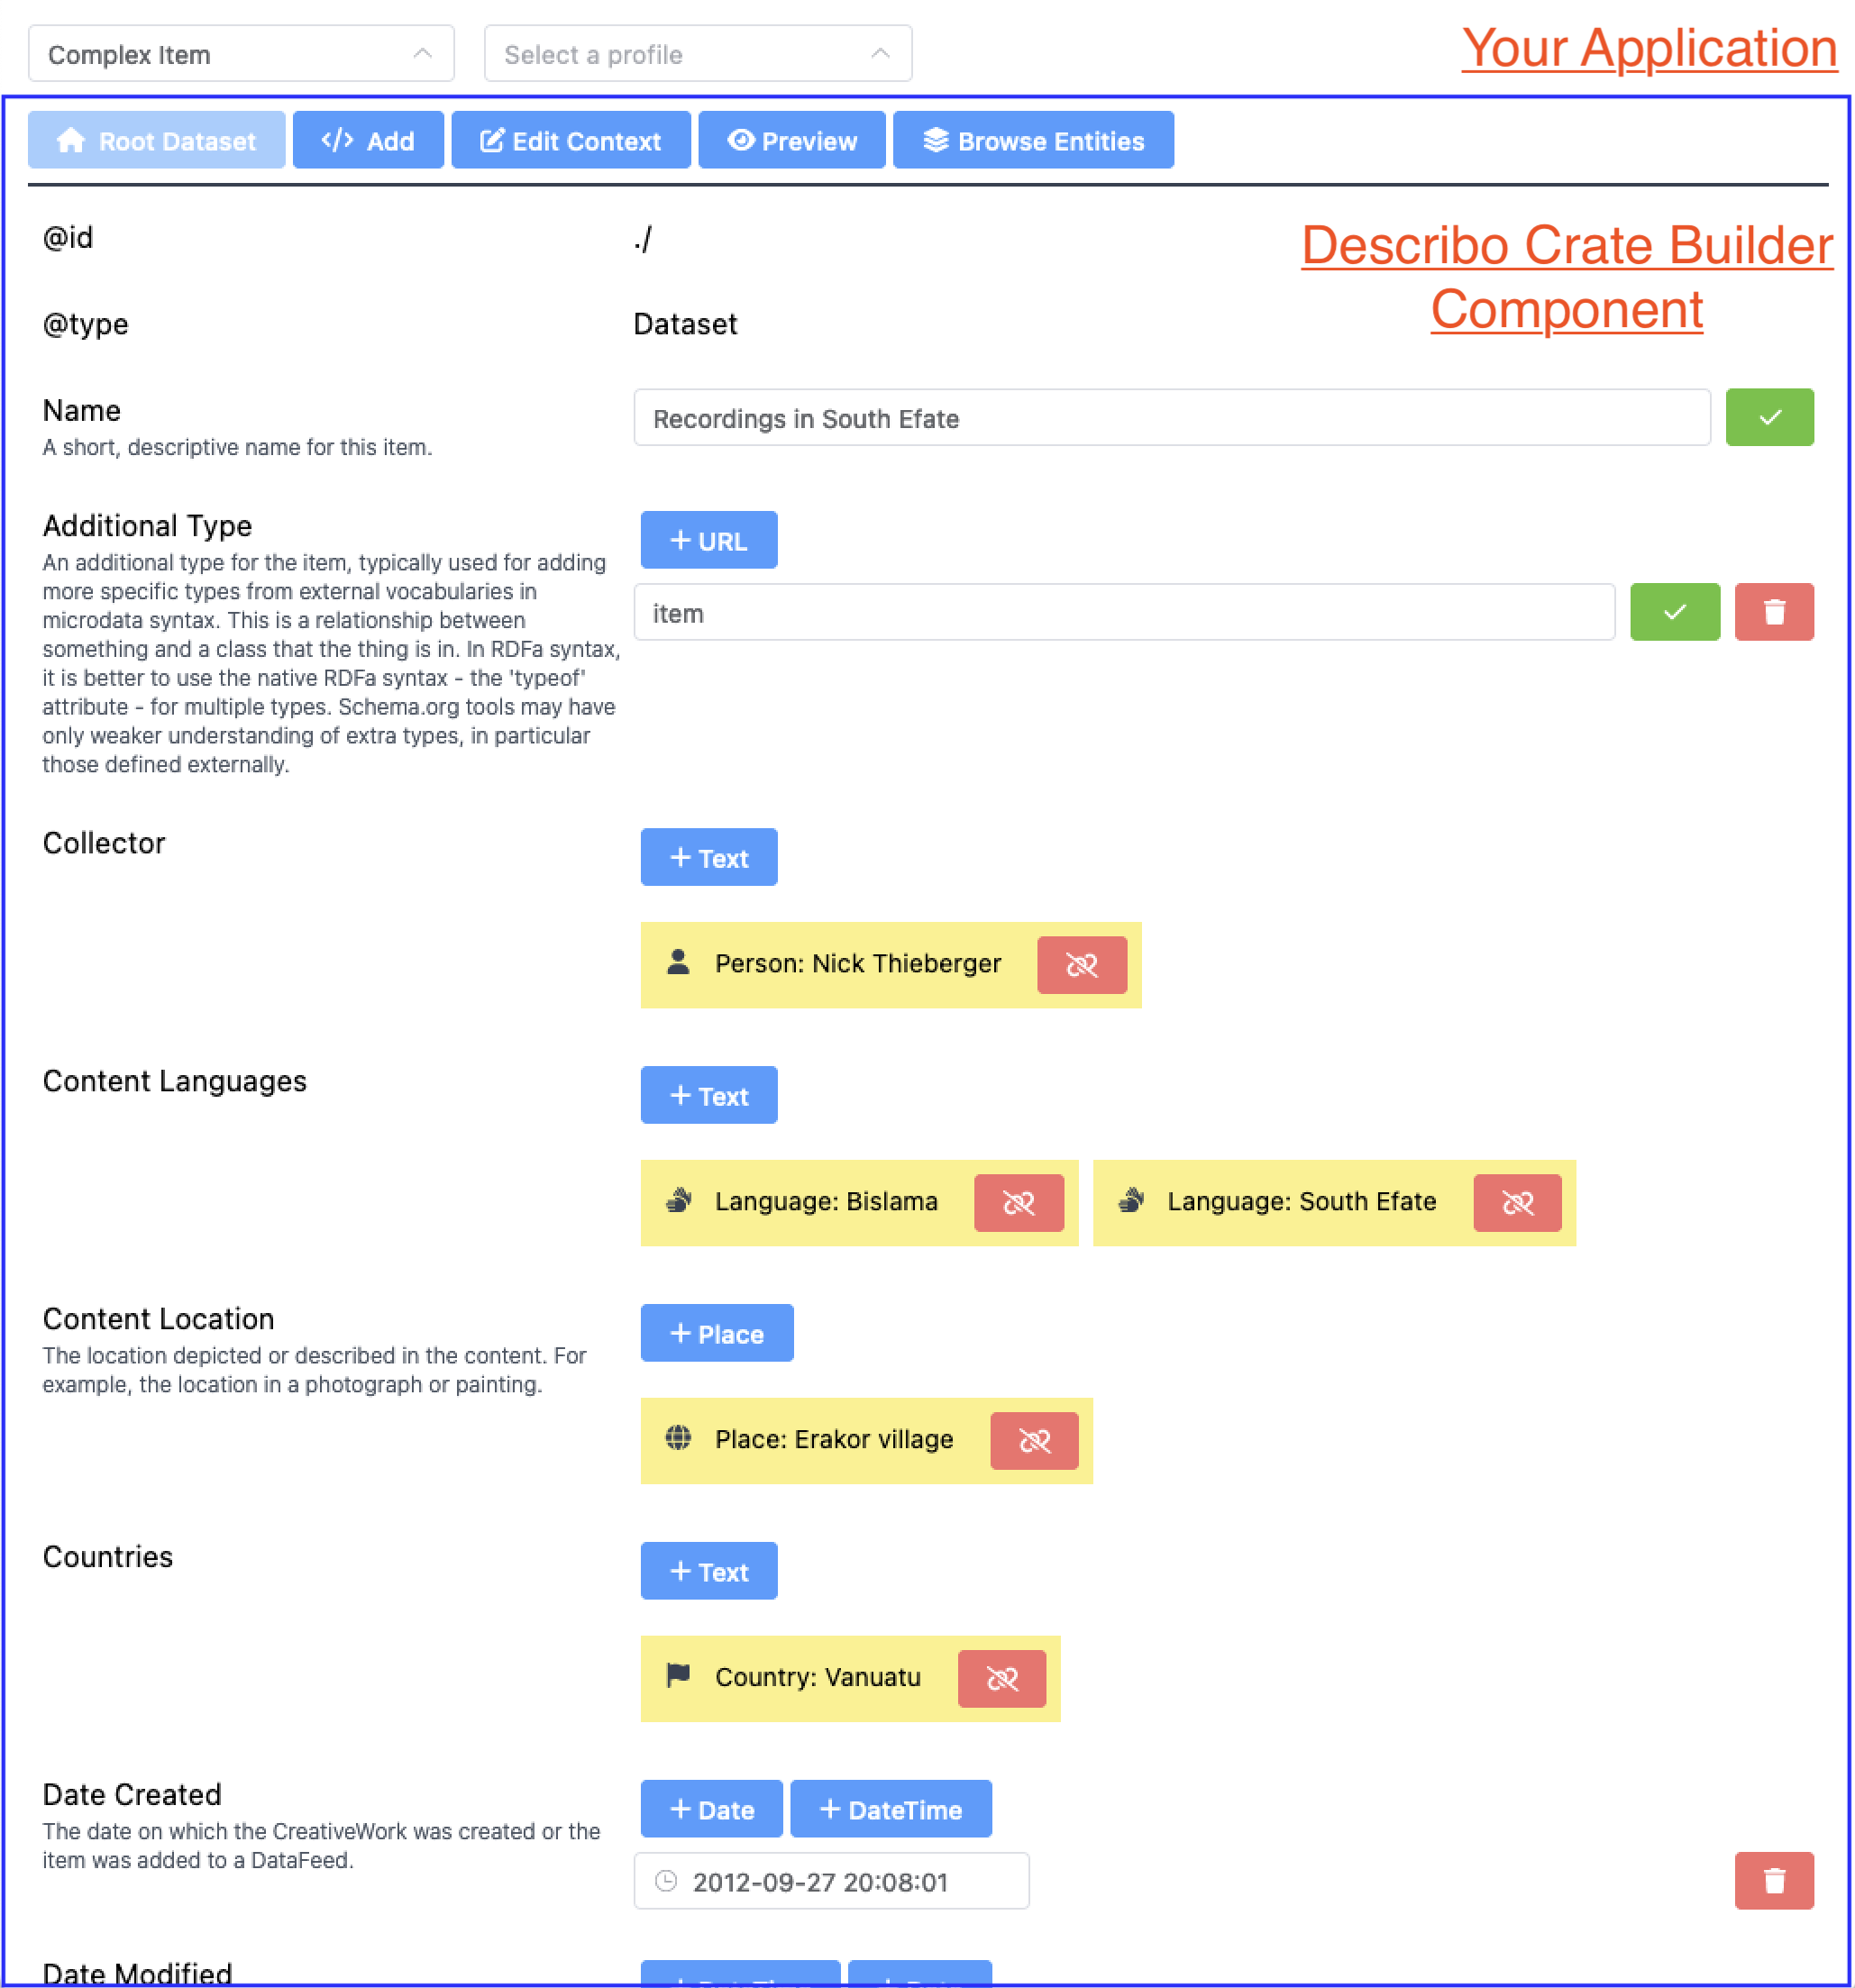 Complex Item
Select a profile
Your Application
Root Dataset
</> Add
Edit Context
Preview
Browse Entities
@id
./
Describo Crate Builder
Component
@type
Dataset
Name
Recordings in South Efate
A short, descriptive name for this item.
Additional Type
+ URL
An additional type for the item, typically used for adding
more specific types from external vocabularies in
microdata syntax. This is a relationship between
something and a class that the thing is in. In RDFa syntax,
it is better to use the native RDFa syntax - the 'typeof'
attribute - for multiple types. Schema.org tools may have
only weaker understanding of extra types, in particular
those defined externally.
item
Collector
+ Text
Person: Nick Thieberger
Content Languages
+ Text
Language: Bislama
Language: South Efate
Content Location
The location depicted or described in the content. For
example, the location in a photograph or painting.
+ Place
Place: Erakor village
Countries
+ Text
Country: Vanuatu
Date Created
The date on which the CreativeWork was created or the
item was added to a DataFeed.
+ Date
+ DateTime
2012-09-27 20:08:01
Date Modified
+ DateTime
+ Date